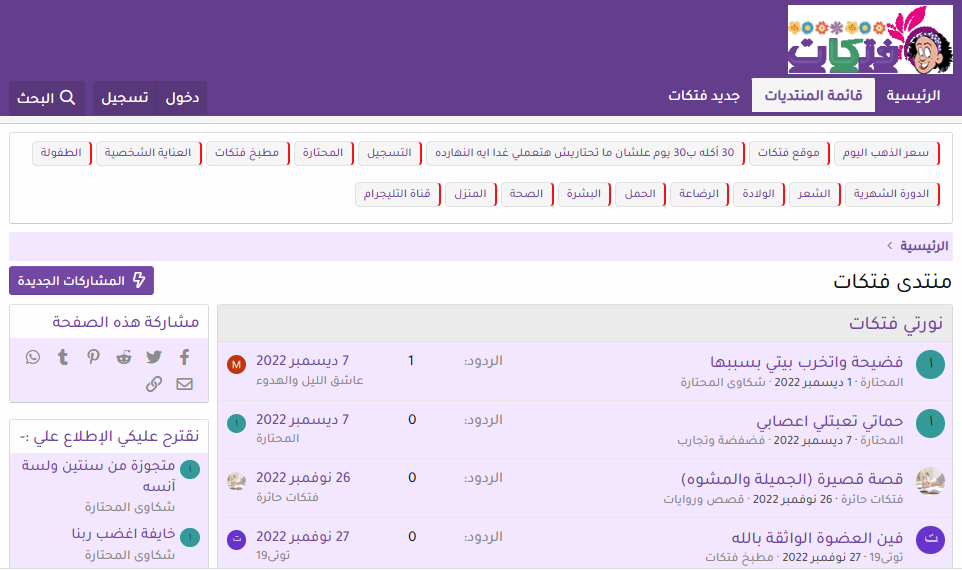 فتكات
الرئيسية قائمة المنتديات جديد فتكات دخول تسجيل البحث
سعر الذهب اليوم موقع فتكات 30 أكله ب30 يوم علشان ما تحتاريش هتعملي غدا ايه النهارده التسجيل المختارة مطبخ فتكات العناية الشخصية الطفولة
الدورة الشهرية الشعر الولادة الرضاعة الحمل البشرة الصحة المنزل قناة التليجرام
الرئيسية
منتدى فتكات المشاركات الجديدة
نورتي فتكات
فضيحة واتخرب بيتي بسببها الردود: 1 7 ديسمبر 2022
المحتارة · 1 ديسمبر 2022 · شكاوى المحتارة عاشق الليل والهدوء
حماتي تعبتلي اعصابي الردود: 0 7 ديسمبر 2022
المحتارة · 7 ديسمبر 2022 · فضفضة وتجارب المحتارة
قصة قصيرة (الجميلة والمشوه) الردود: 0 26 نوفمبر 2022
فتكات حائرة · 26 نوفمبر 2022 · قصص وروايات فتكات حائرة
فين العضوة الواثقة بالله الردود: 0 27 نوفمبر 2022
توتى19 · 27 نوفمبر 2022 · مطبخ فتكات توتى19
مشاركة هذه الصفحة
نقترح عليكي الإطلاع علي :-
متجوزة من سنتين ولسة
آنسه
شكاوى المحتارة
خايفة اغضب ربنا
شكاوى المحتارة